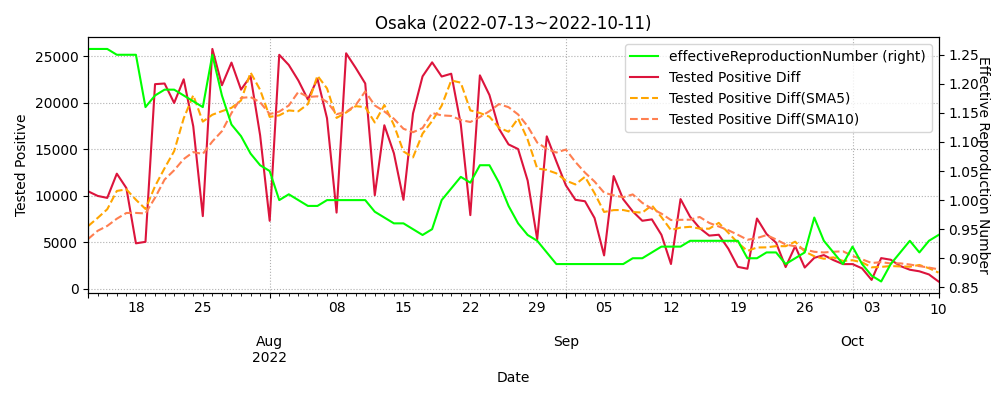 Osaka (2022-07-13~2022-10-11)
effectiveReproductionNumber (right)
Tested Positive Diff
Tested Positive Diff(SMA5)
Tested Positive Diff(SMA10)
Tested Positive
25000
20000
15000
10000
5000
0
1.25
1.20
1.15
1.10
1.05
1.00
0.95
0.90
0.85
Effective Reproduction Number
18 25 08 15 22 29 05 12 19 26 03 10
Aug Sep Oct
2022
Date